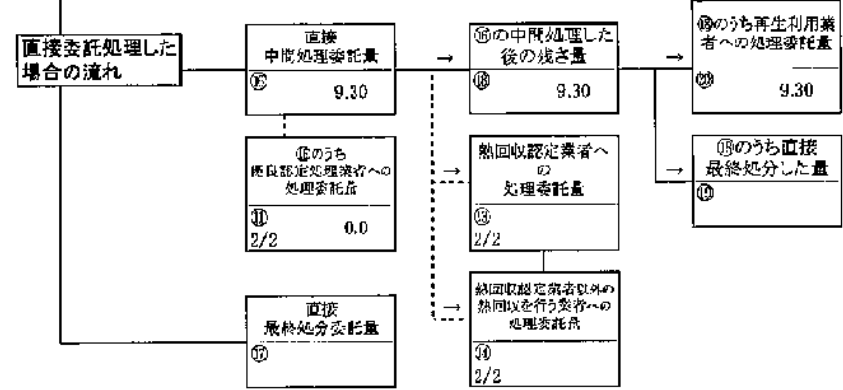 直接委託処理した
場合の流れ
直接
中間処理委託量
⑯
9.30
→
⑯の中間処理した
後の残さ量
⑱
9.30
→
⑱のうち再生利用業
者への処理委託量
⑳
9.30
⑯のうち
優良認定処理業者への
処理委託量
⑪
2/2
0.0
→
熱回収認定業者へ
の
処理委託量
⑬
2/2
→
⑱のうち直接
最終処分した量
⑲
直接
最終処分委託量
⑰
→
熱回収認定業者以外の
熱回収を行う業者への
処理委託量
⑭
2/2